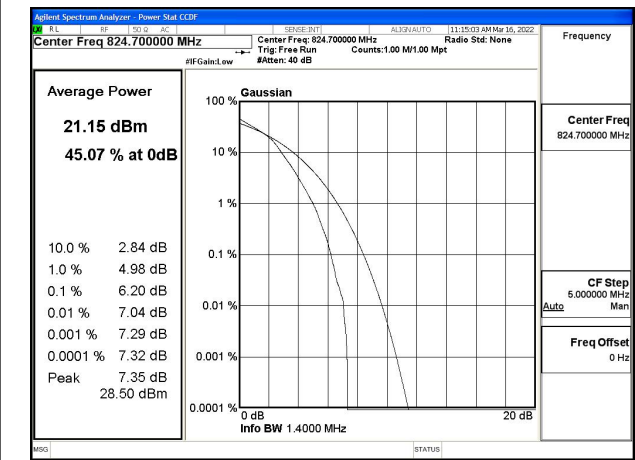 Agilent Spectrum Analyzer - Power Stat CCDF
LXI RL RF 50 Ω AC SENSE:INT ALIGN AUTO 11:15:03 AM Mar 16, 2022
Center Freq 824.700000 MHz
Center Freq: 824.700000 MHz Radio Std: None
Trig: Free Run Counts:1.00 M/1.00 Mpt
#IFGain:Low #Atten: 40 dB
Average Power
21.15 dBm
45.07 % at 0dB
10.0 % 2.84 dB
1.0 % 4.98 dB
0.1 % 6.20 dB
0.01 % 7.04 dB
0.001 % 7.29 dB
0.0001 % 7.32 dB
Peak 7.35 dB
28.50 dBm
Gaussian
100 %
10 %
1 %
0.1 %
0.01 %
0.001 %
0.0001 %
0 dB 20 dB
Info BW 1.4000 MHz
Frequency
Center Freq
824.700000 MHz
CF Step
5.000000 MHz
Auto Man
Freq Offset
0 Hz
MSG STATUS